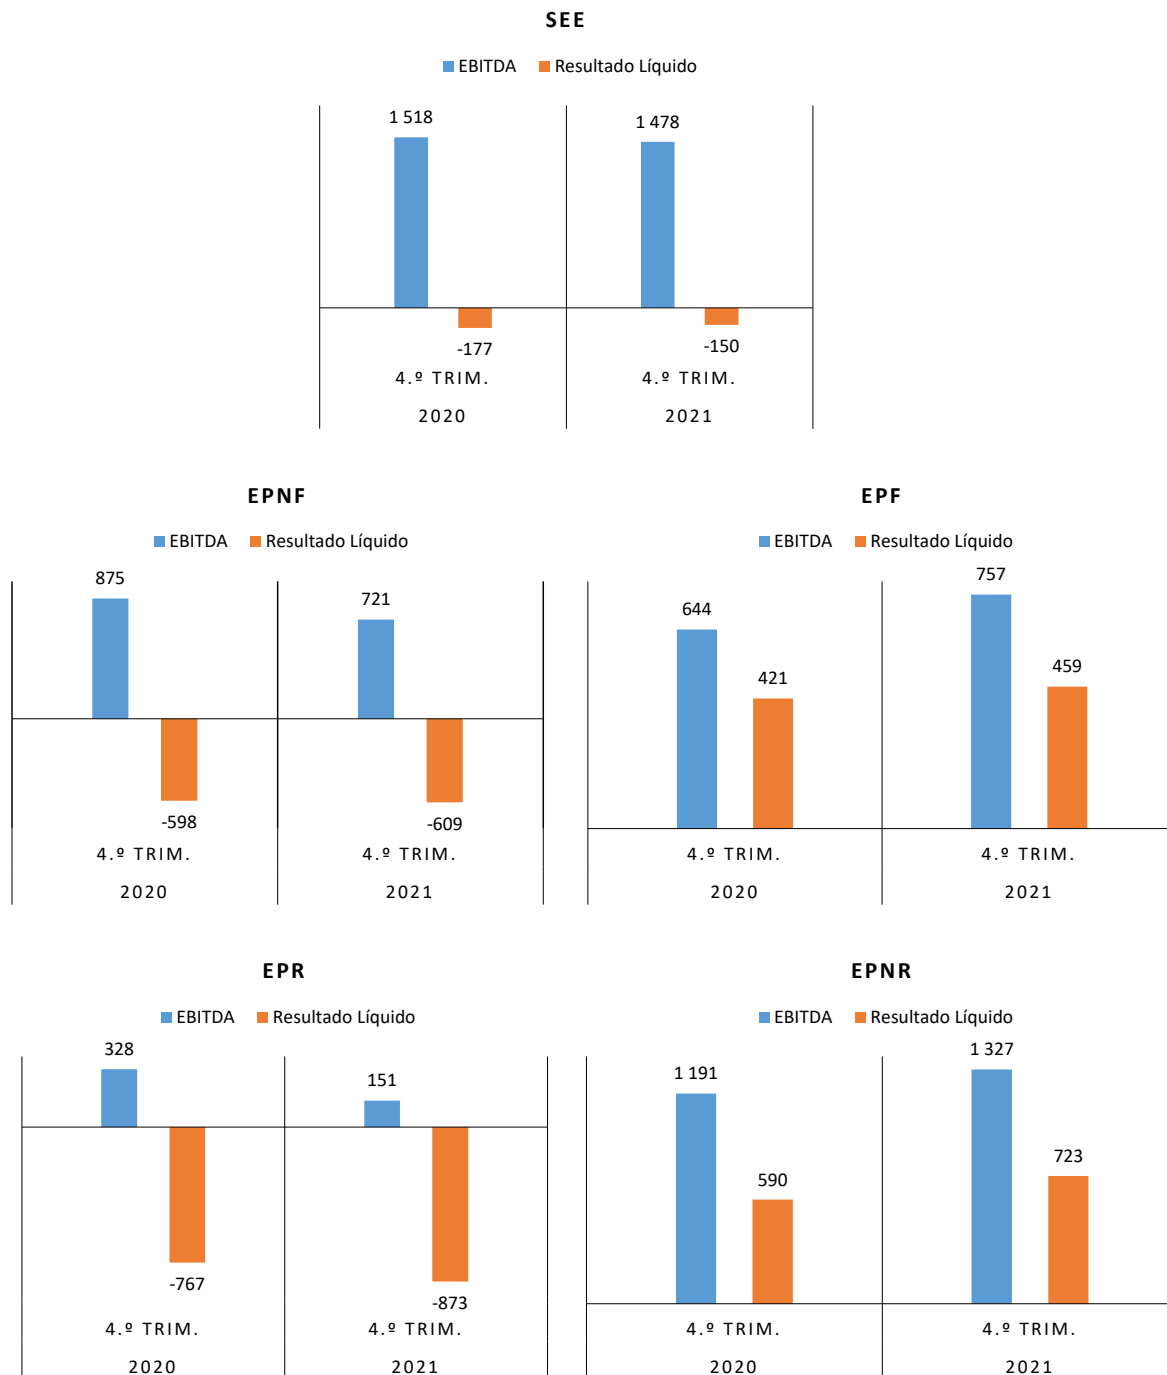 SEE
EBITDA Resultado Líquido
1 518 1 478
-177 -150
4.º TRIM. 4.º TRIM.
2020 2021
EPNF
EBITDA Resultado Líquido
875 721
-598 -609
4.º TRIM. 4.º TRIM.
2020 2021
EPF
EBITDA Resultado Líquido
644 421 757 459
4.º TRIM. 4.º TRIM.
2020 2021
EPR
EBITDA Resultado Líquido
328 151
-767 -873
4.º TRIM. 4.º TRIM.
2020 2021
EPNR
EBITDA Resultado Líquido
1 191 590 1 327 723
4.º TRIM. 4.º TRIM.
2020 2021